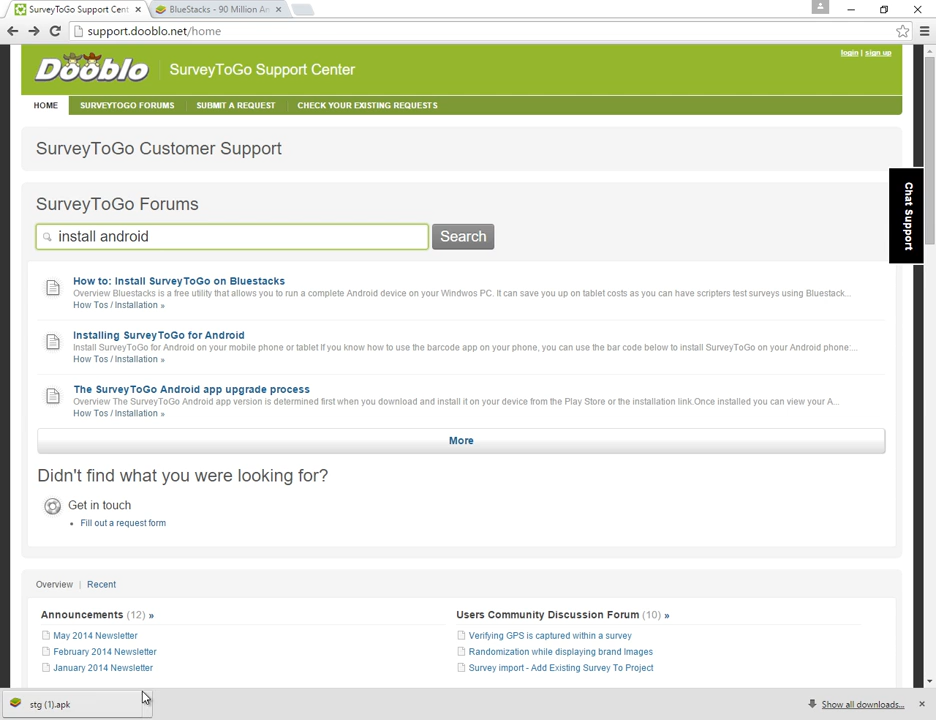 SurveyToGo Support Cent
BlueStacks - 90 Million An
support.dooblo.net/home
login | sign up
Dooblo
SurveyToGo Support Center
HOME SURVEYTOGO FORUMS SUBMIT A REQUEST CHECK YOUR EXISTING REQUESTS
SurveyToGo Customer Support
Chat Support
SurveyToGo Forums
install android
Search
How to: Install SurveyToGo on Bluestacks
Overview Bluestacks is a free utility that allows you to run a complete Android device on your Windwos PC. It can save you up on tablet costs as you can have scripters test surveys using Bluestack...
How Tos / Installation »
Installing SurveyToGo for Android
Install SurveyToGo for Android on your mobile phone or tablet If you know how to use the barcode app on your phone, you can use the bar code below to install SurveyToGo on your Android phone:...
How Tos / Installation »
The SurveyToGo Android app upgrade process
Overview The SurveyToGo Android app version is determined first when you download and install it on your device from the Play Store or the installation link.Once installed you can view your A...
How Tos / Installation »
More
Didn't find what you were looking for?
Get in touch
Fill out a request form
Overview | Recent
Announcements (12) »
May 2014 Newsletter
February 2014 Newsletter
January 2014 Newsletter
Users Community Discussion Forum (10) »
Verifying GPS is captured within a survey
Randomization while displaying brand Images
Survey import - Add Existing Survey To Project
stg (1).apk
Show all downloads...